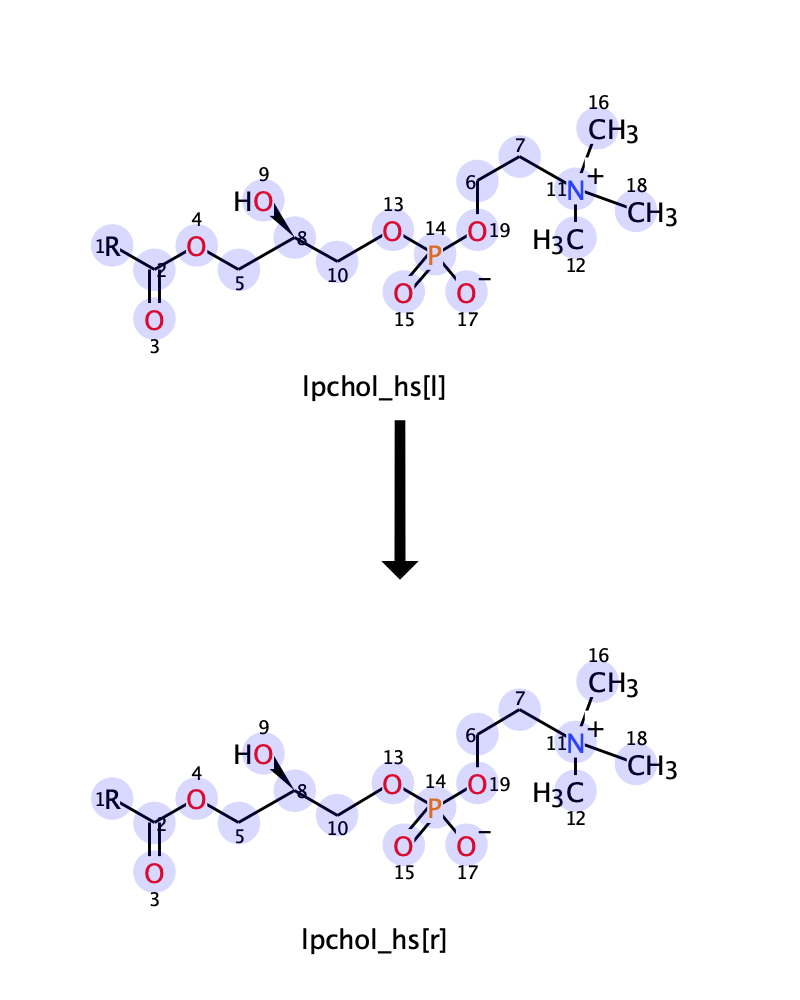 16
CH3
7
6
11N+
18
CH3
9
HO
4
O
13
O
14
P
O19
H3C
12
1R
2
8
5
10
O
15
O−
17
O
3
lpchol_hs[l]
16
CH3
7
6
11N+
18
CH3
9
HO
4
O
13
O
14
P
O19
H3C
12
1R
2
8
5
10
O
15
O−
17
O
3
lpchol_hs[r]